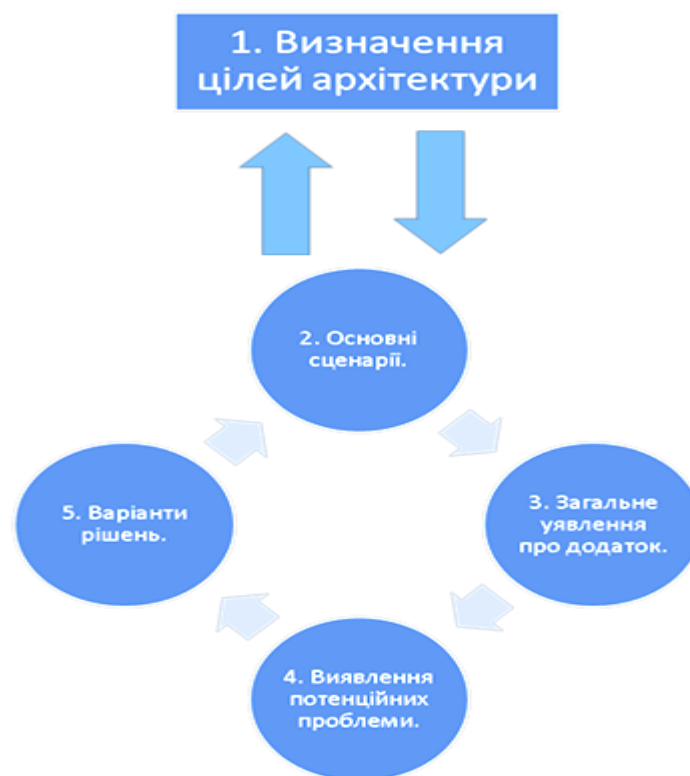 1. Визначення
цілей архітектури
2. Основні
сценарії.
3. Загальне
уявлення
про додаток.
4. Виявлення
потенційних
проблеми.
5. Варіанти
рішень.